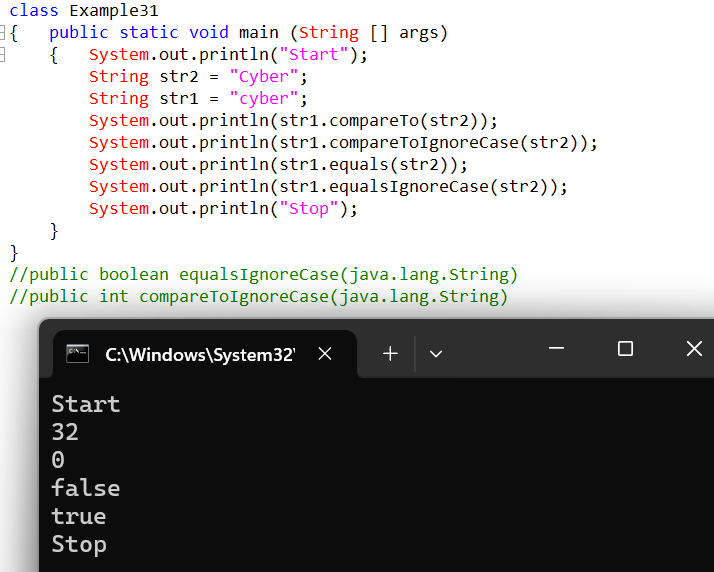 class Example31
{   public static void main (String [] args)
    {   System.out.println("Start");
        String str2 = "Cyber";
        String str1 = "cyber";
        System.out.println(str1.compareTo(str2));
        System.out.println(str1.compareToIgnoreCase(str2));
        System.out.println(str1.equals(str2));
        System.out.println(str1.equalsIgnoreCase(str2));
        System.out.println("Stop");
    }
}
//public boolean equalsIgnoreCase(java.lang.String)
//public int compareToIgnoreCase(java.lang.String)
C:\Windows\System32\
Start
32
0
false
true
Stop